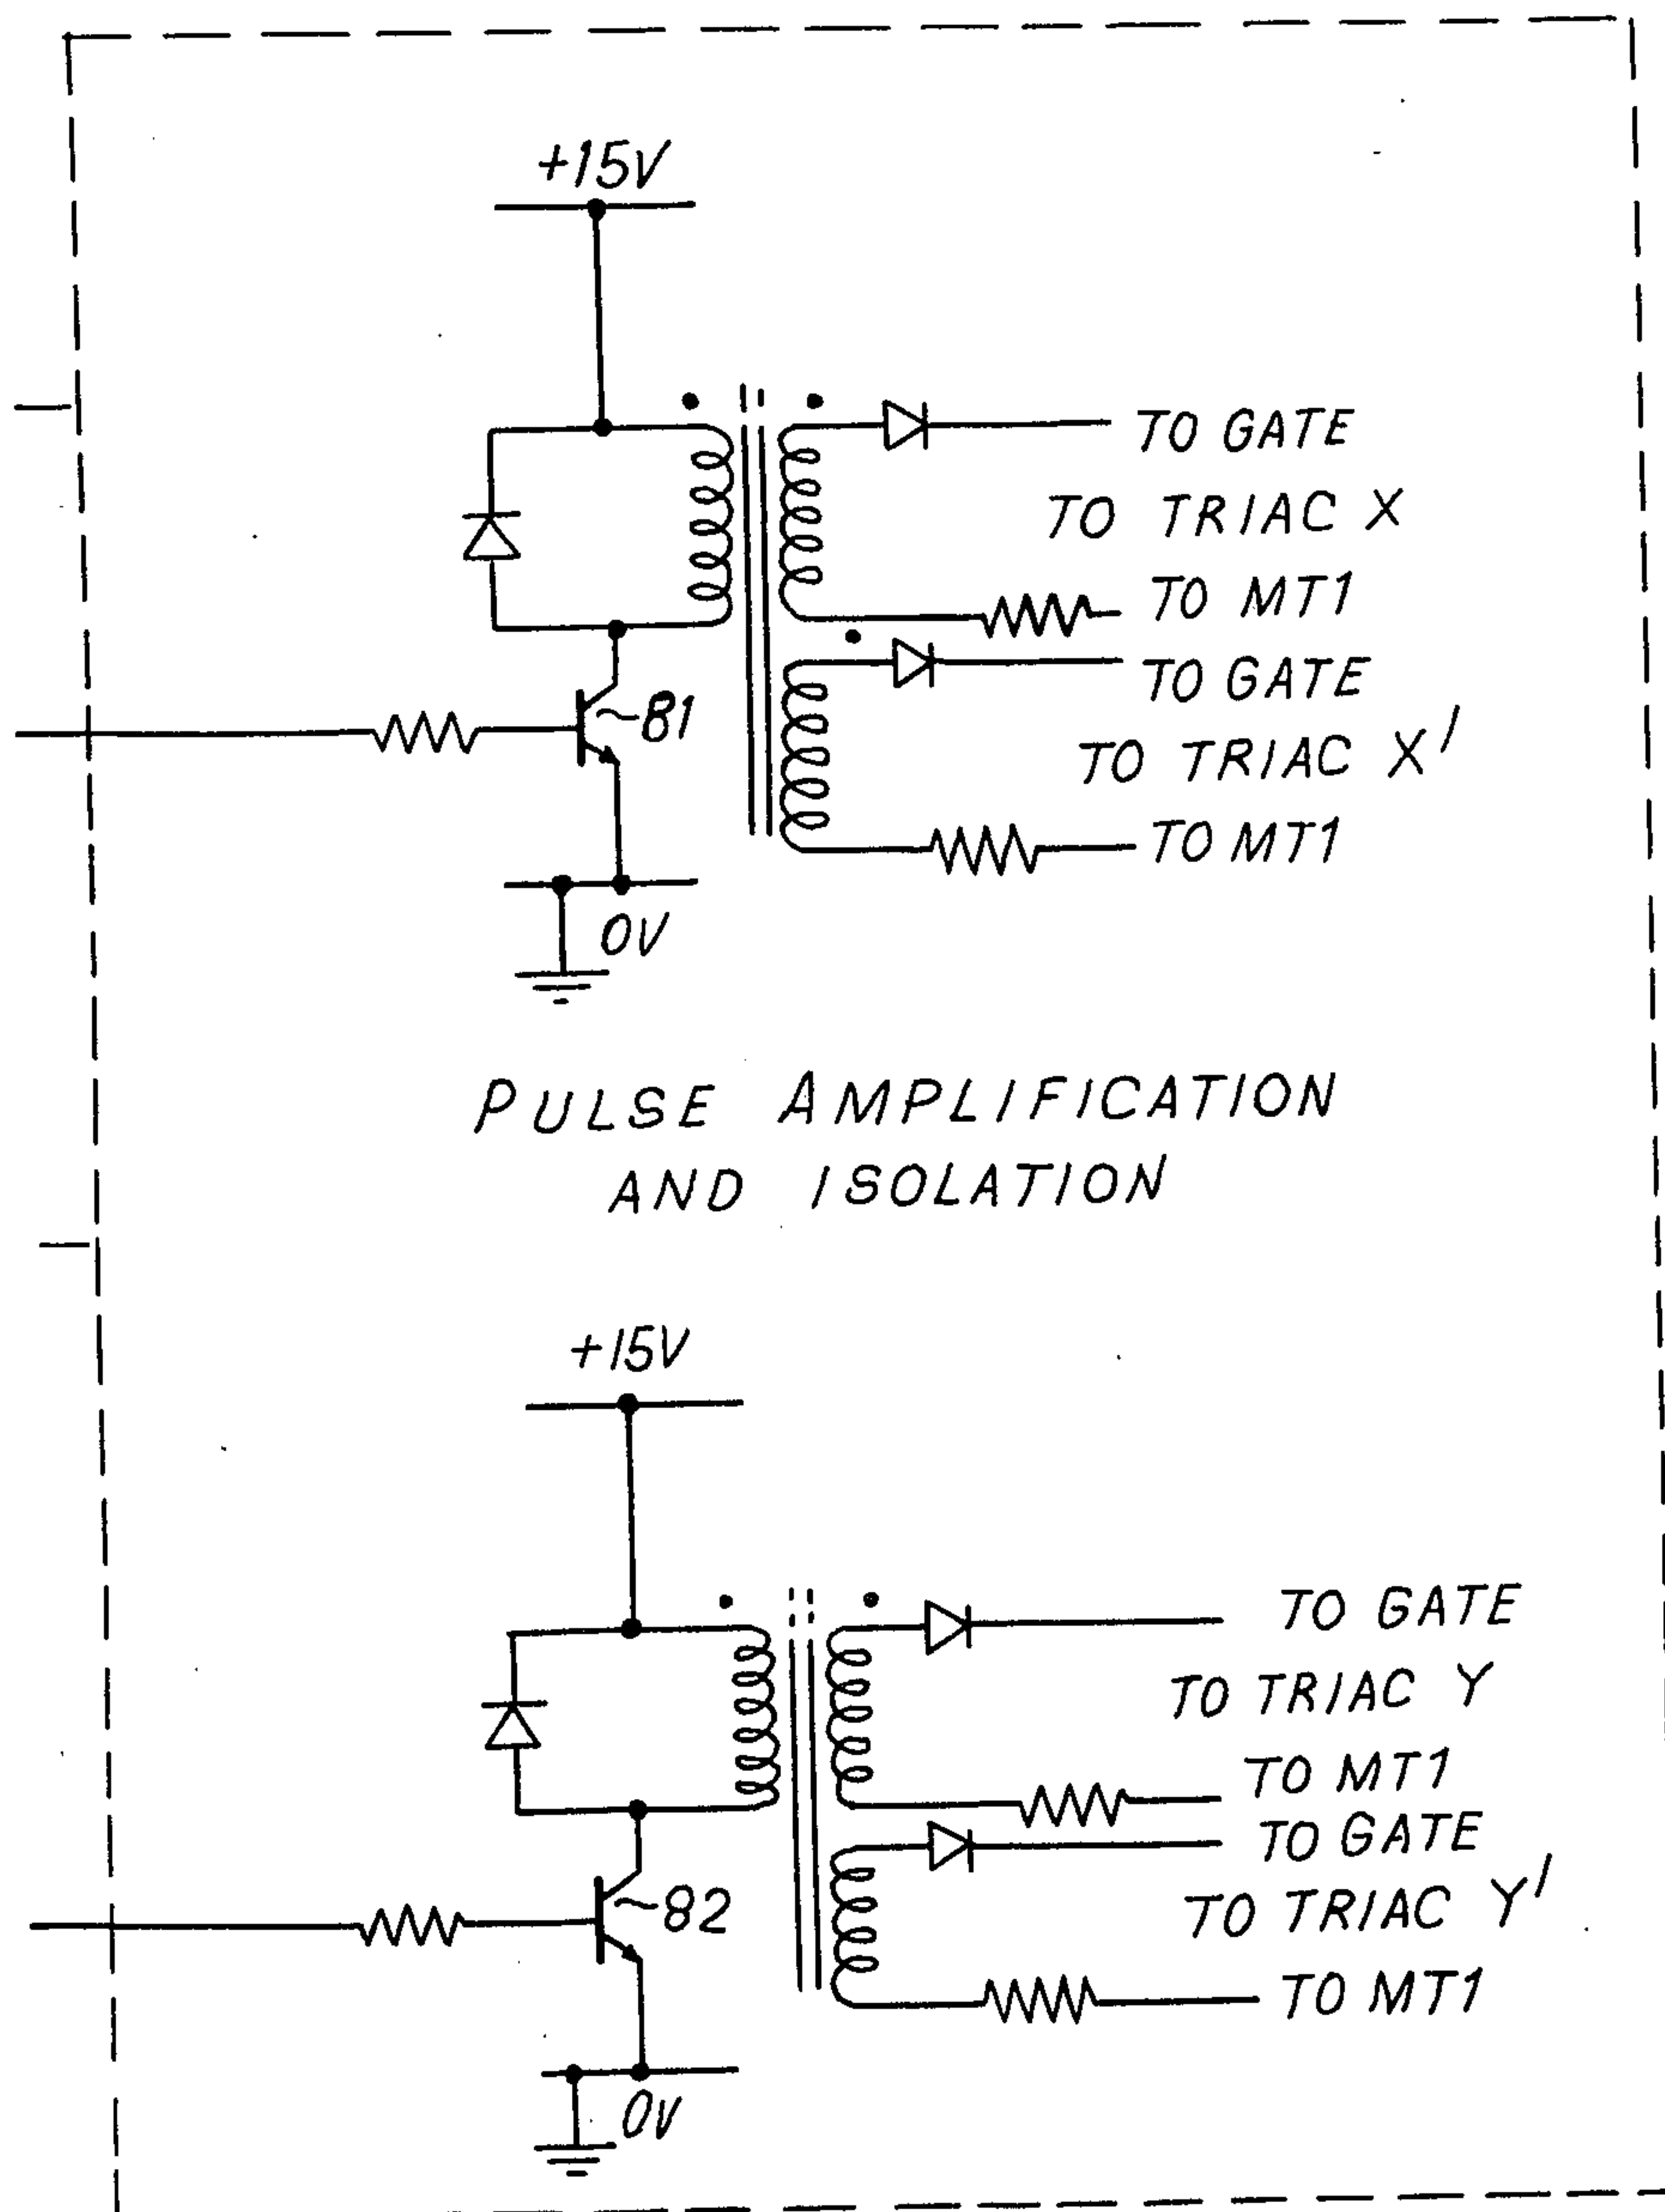 +15V
TO GATE
TO TRIAC X
TO MT1
TO GATE
81
TO TRIAC X'
TO MT1
0V
PULSE AMPLIFICATION
AND ISOLATION
+15V
TO GATE
TO TRIAC Y
TO MT1
TO GATE
82
TO TRIAC Y'
TO MT1
0V